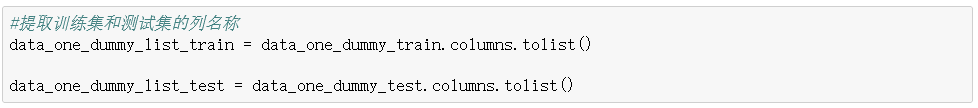 #提取训练集和测试集的列名称
data_one_dummy_list_train = data_one_dummy_train.columns.tolist()
data_one_dummy_list_test = data_one_dummy_test.columns.tolist()